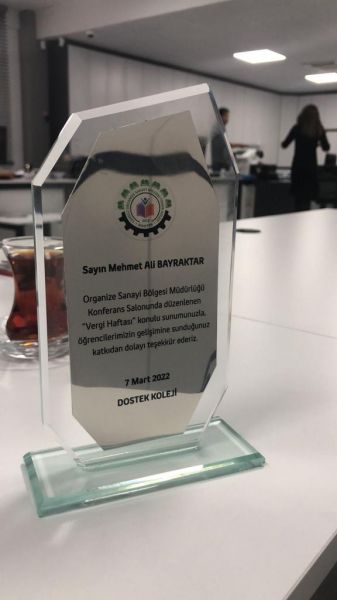 Sayın Mehmet Ali BAYRAKTAR
Organize Sanayi Bölgesi Müdürlüğü
Konferans Salonunda düzenlenen
"Vergi Haftası" konulu sunumunuzla,
öğrencilerimizin gelişimine sunduğunuz
katkıdan dolayı teşekkür ederiz.
7 Mart 2022
DOSTEK KOLEJİ